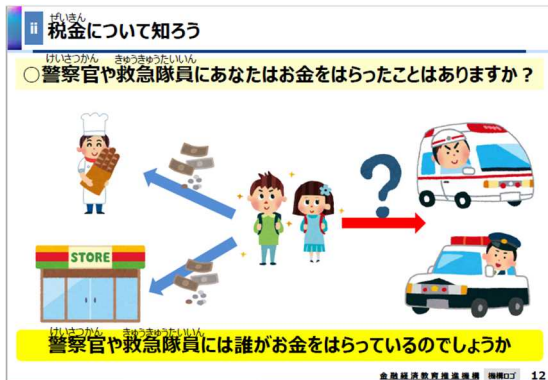 ii 税金について知ろう
ぜいきん
けいさつかん きゅうきゅうたいいん
○警察官や救急隊員にあなたはお金をはらったことはありますか？
?
STORE
けいさつかん きゅうきゅうたいいん
警察官や救急隊員には誰がお金をはらっているのでしょうか
金融経済教育推進機構 機構ロゴ 12